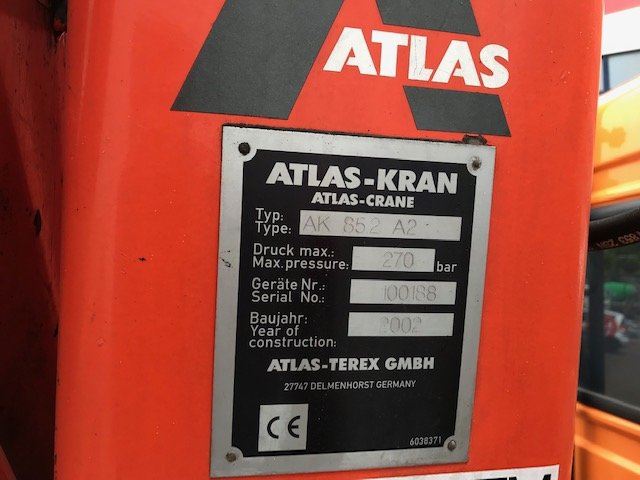 ATLAS
ATLAS-KRAN
ATLAS-CRANE
Typ:
Type: AK 852 A2
Druck max.:
Max.pressure: 270 bar
Geräte Nr.:
Serial No.: 100188
Baujahr:
Year of
construction: 2002
ATLAS-TEREX GMBH
27747 DELMENHORST GERMANY
CE
6038371